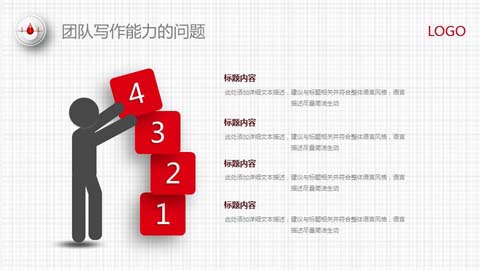 团队写作能力的问题
LOGO
4
3
2
1
标题内容
此处添加详细文本描述，建议与标题相关并符合整体语言风格，语言
描述尽量简洁生动
标题内容
此处添加详细文本描述，建议与标题相关并符合整体语言风格，语言
描述尽量简洁生动
标题内容
此处添加详细文本描述，建议与标题相关并符合整体语言风格，语言
描述尽量简洁生动
标题内容
此处添加详细文本描述，建议与标题相关并符合整体语言风格，语言
描述尽量简洁生动